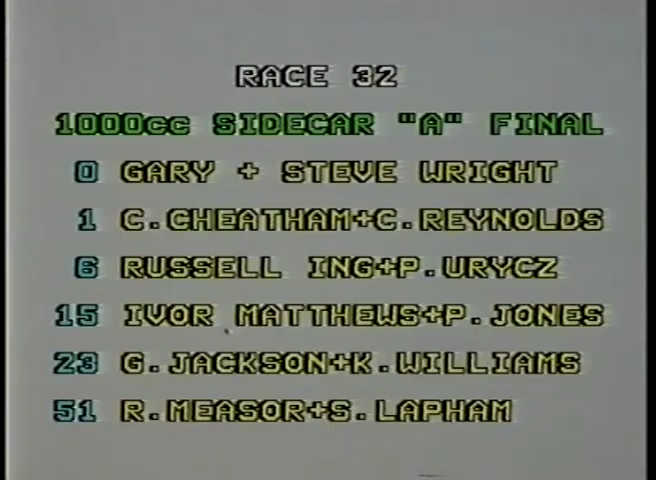 RACE 32
1000cc SIDECAR "A" FINAL
0 GARY + STEVE WRIGHT
1 C.CHEATHAM+C.REYNOLDS
6 RUSSELL ING+P.URYCZ
15 IVOR MATTHEWS+P.JONES
23 G.JACKSON+K.WILLIAMS
51 R.MEASOR+S.LAPHAM